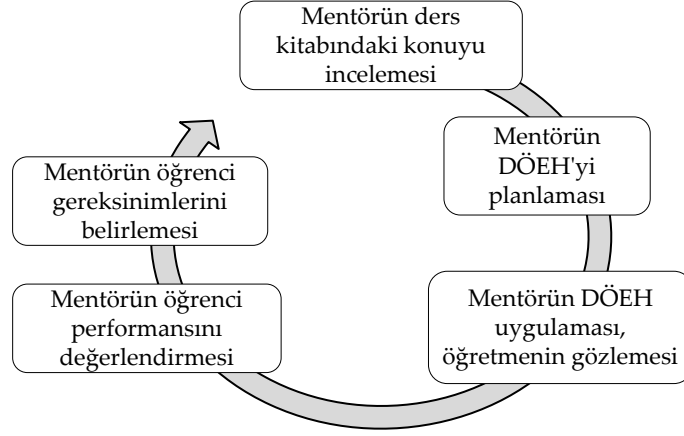 Mentörün ders
kitabındaki konuyu
incelemesi
Mentörün
DÖEH'yi
planlaması
Mentörün DÖEH
uygulaması,
öğretmenin gözlemesi
Mentörün öğrenci
performansını
değerlendirmesi
Mentörün öğrenci
gereksinimlerini
belirlemesi